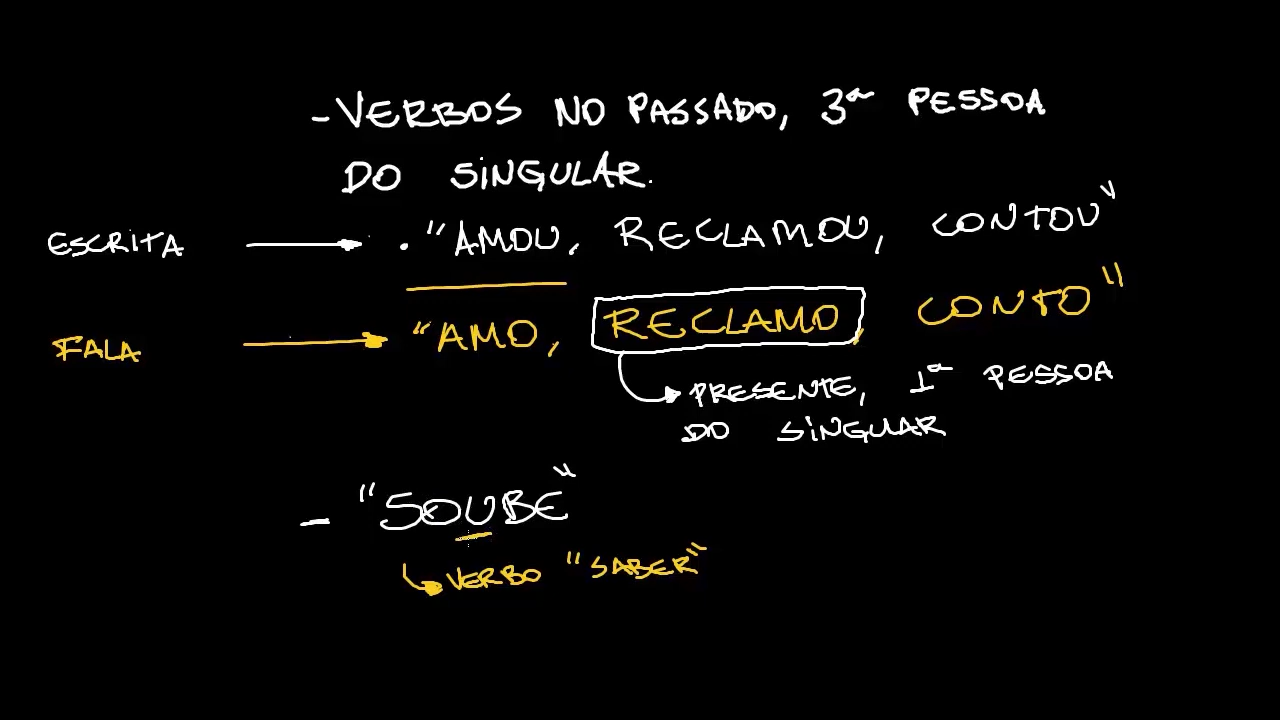 - VERBOS NO PASSADO, 3ª PESSOA
DO SINGULAR.
ESCRITA . "AMOU, RECLAMOU, CONTOU"
FALA "AMO, RECLAMO, CONTO"
PRESENTE, 1ª PESSOA
DO SINGULAR
- "SOUBE"
VERBO "SABER"